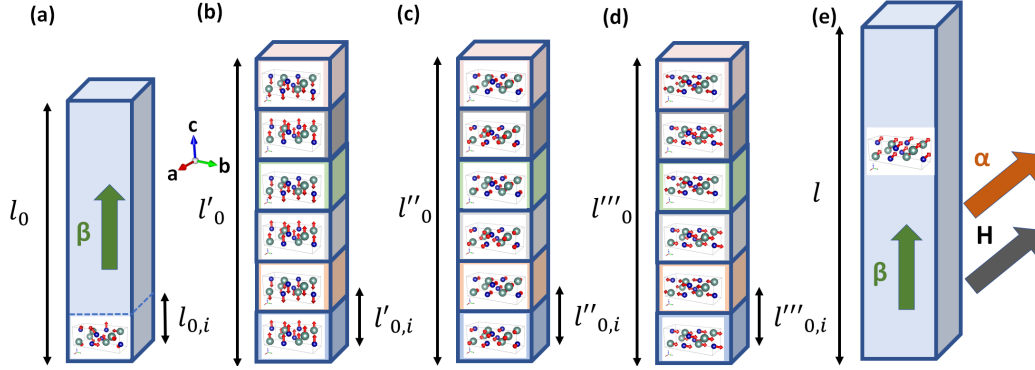 (a)
l₀
β
l₀,ᵢ
c
a
b
(b)
l'₀
l'₀,ᵢ
(c)
l''₀
l''₀,ᵢ
(d)
l'''₀
l'''₀,ᵢ
(e)
l
β
α
H